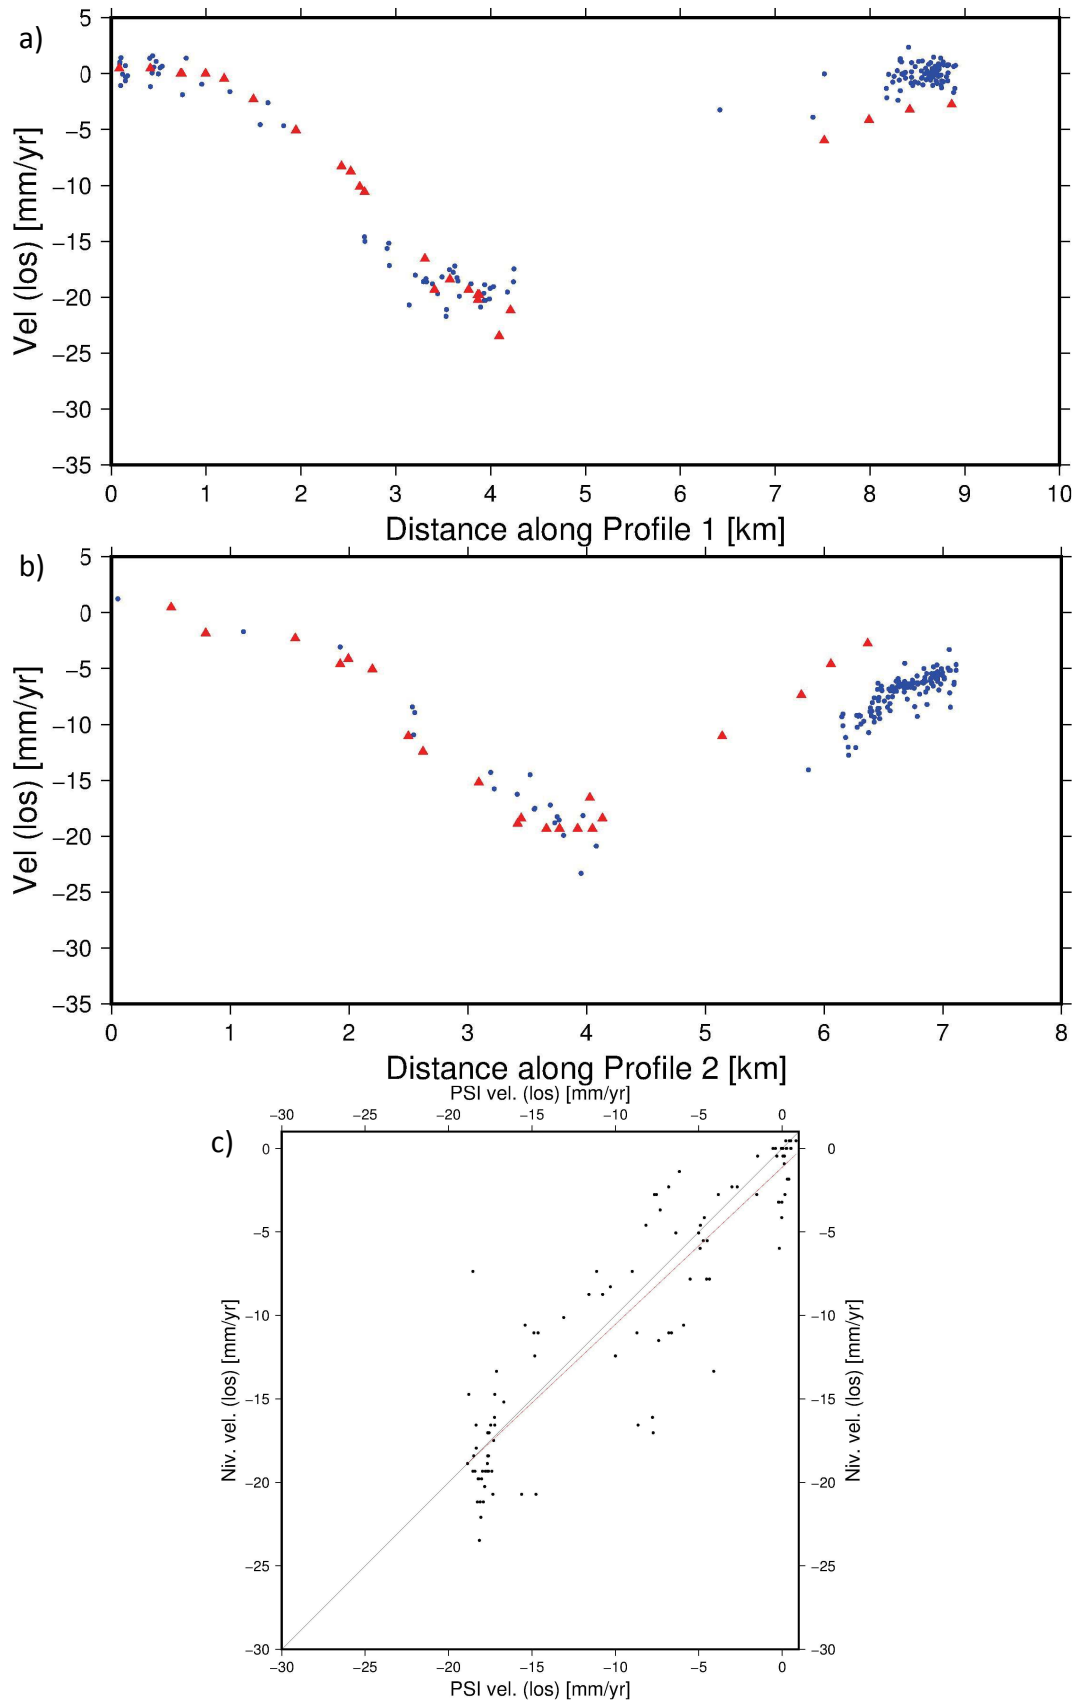 a)
5
0
−5
−10
−15
−20
−25
−30
−35
Vel (los) [mm/yr]
0 1 2 3 4 5 6 7 8 9 10
Distance along Profile 1 [km]
b)
5
0
−5
−10
−15
−20
−25
−30
−35
Vel (los) [mm/yr]
0 1 2 3 4 5 6 7 8
Distance along Profile 2 [km]
PSI vel. (los) [mm/yr]
−30 −25 −20 −15 −10 −5 0
c)
0 0
−5 −5
−10 −10
−15 −15
−20 −20
−25 −25
−30 −30
Niv. vel. (los) [mm/yr]
Niv. vel. (los) [mm/yr]
−30 −25 −20 −15 −10 −5 0
PSI vel. (los) [mm/yr]